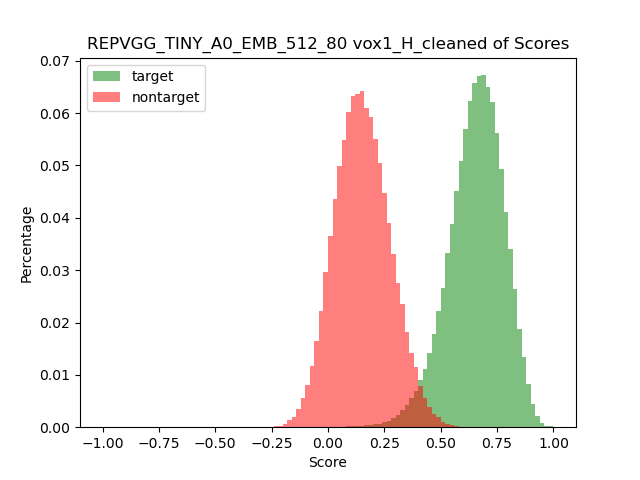 REPVGG_TINY_A0_EMB_512_80 vox1_H_cleaned of Scores
target
nontarget
Percentage
0.07
0.06
0.05
0.04
0.03
0.02
0.01
0.00
−1.00 −0.75 −0.50 −0.25 0.00 0.25 0.50 0.75 1.00
Score